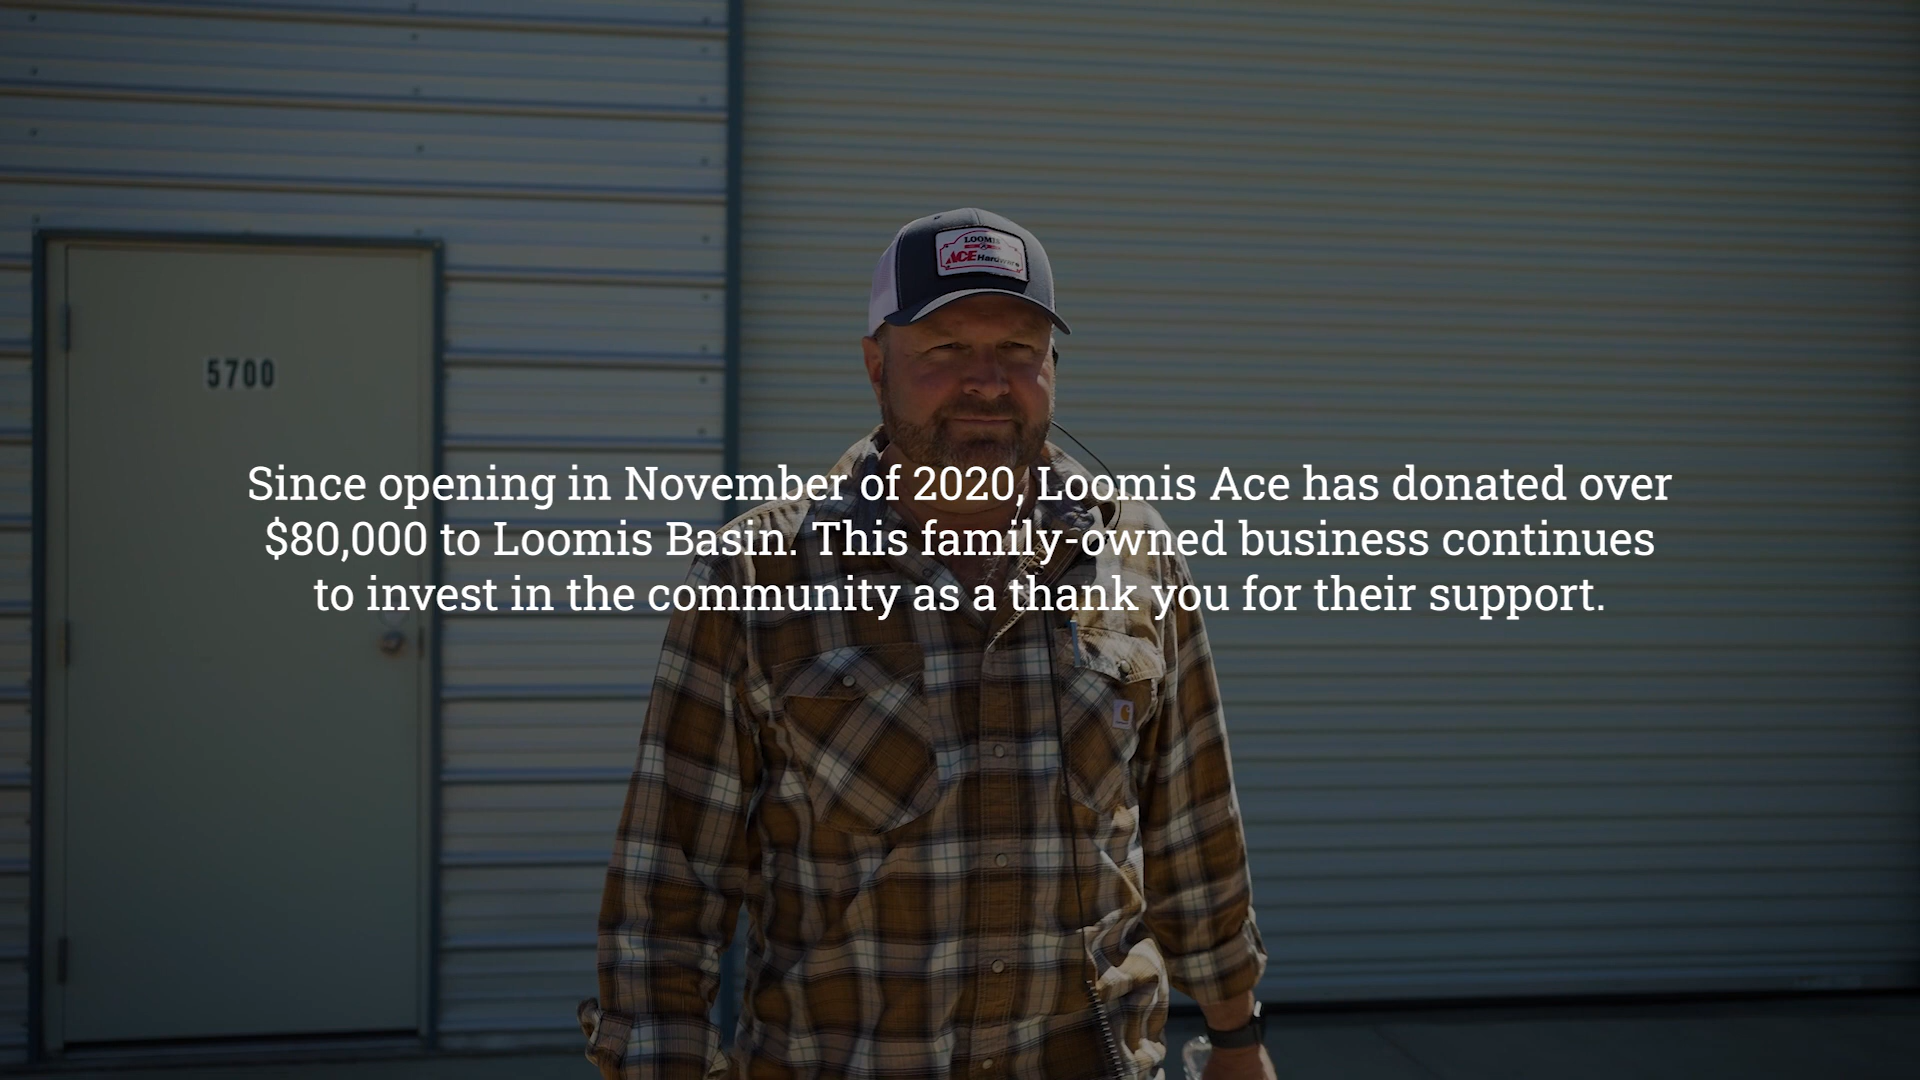 LOOMIS
ACE Hardware
5700
Since opening in November of 2020, Loomis Ace has donated over
$80,000 to Loomis Basin. This family-owned business continues
to invest in the community as a thank you for their support.